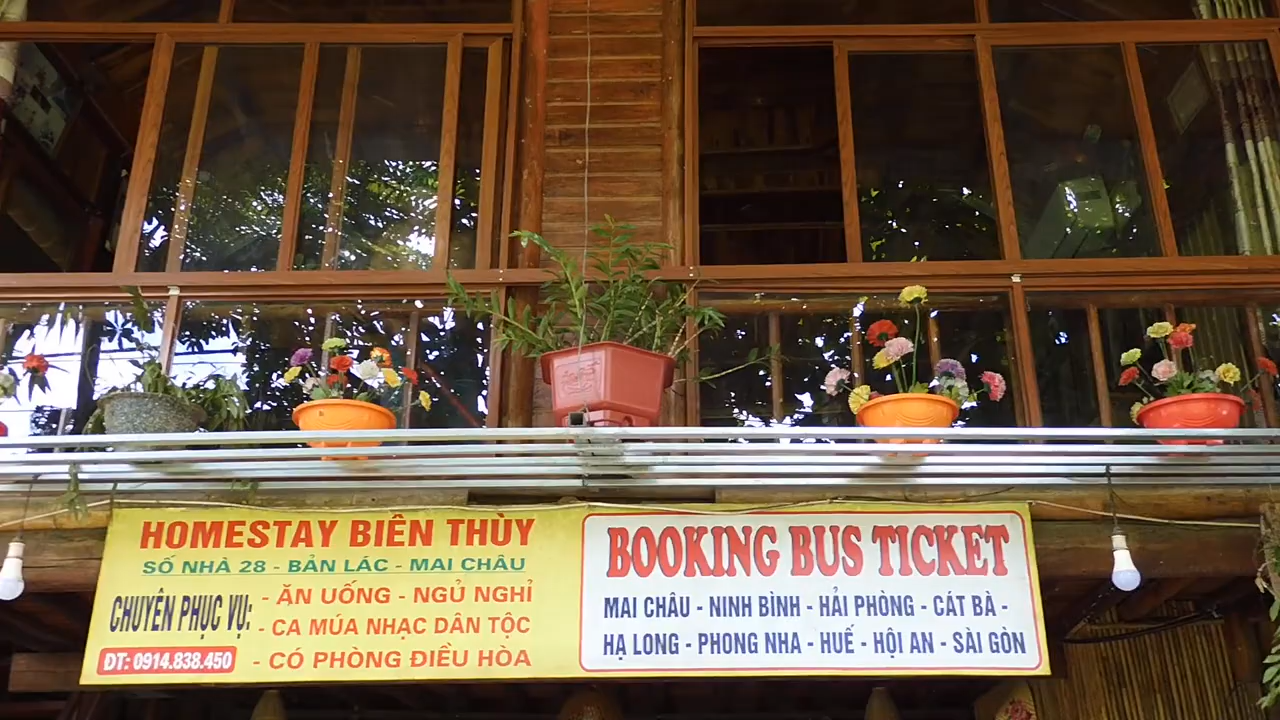 HOMESTAY BIÊN THÙY
SỐ NHÀ 28 - BẢN LÁC - MAI CHÂU
CHUYÊN PHỤC VỤ:
- ĂN UỐNG - NGỦ NGHỈ
- CA MÚA NHẠC DÂN TỘC
- CÓ PHÒNG ĐIỀU HÒA
ĐT: 0914.838.450
BOOKING BUS TICKET
MAI CHÂU - NINH BÌNH - HẢI PHÒNG - CÁT BÀ -
HẠ LONG - PHONG NHA - HUẾ - HỘI AN - SÀI GÒN